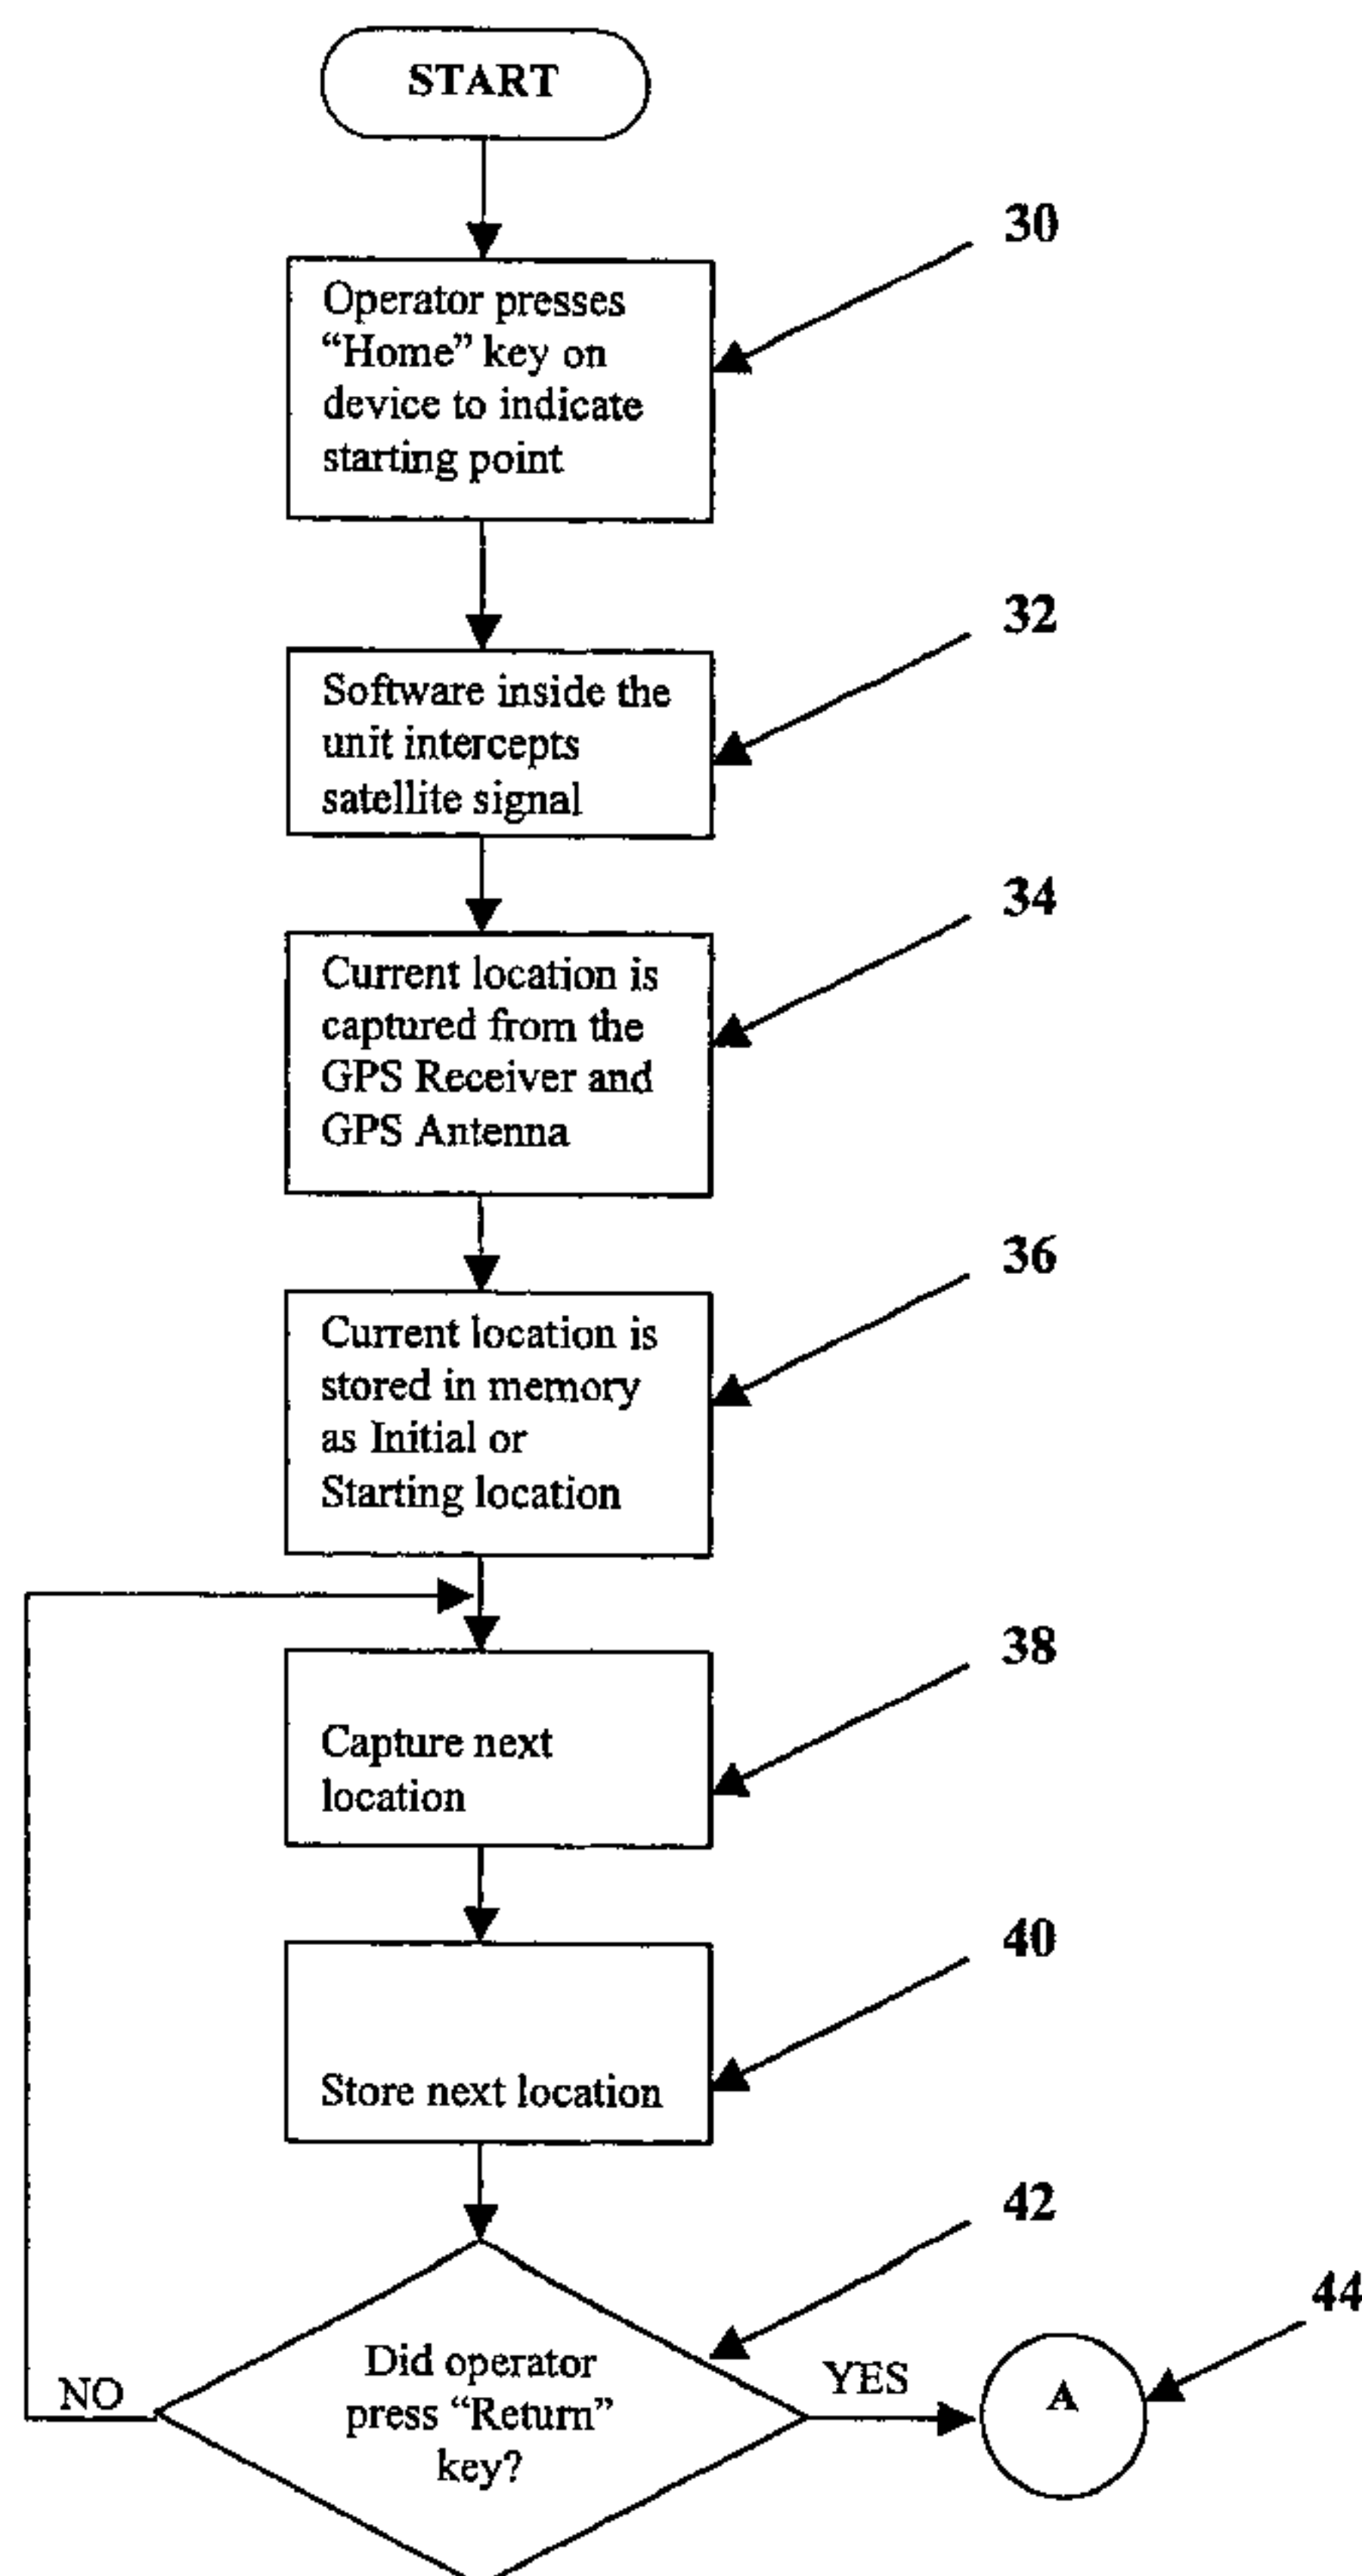 START
30
Operator presses
“Home” key on
device to indicate
starting point
32
Software inside the
unit intercepts
satellite signal
34
Current location is
captured from the
GPS Receiver and
GPS Antenna
36
Current location is
stored in memory
as Initial or
Starting location
38
Capture next
location
40
Store next location
42
44
Did operator
press “Return”
key?
NO
YES
A